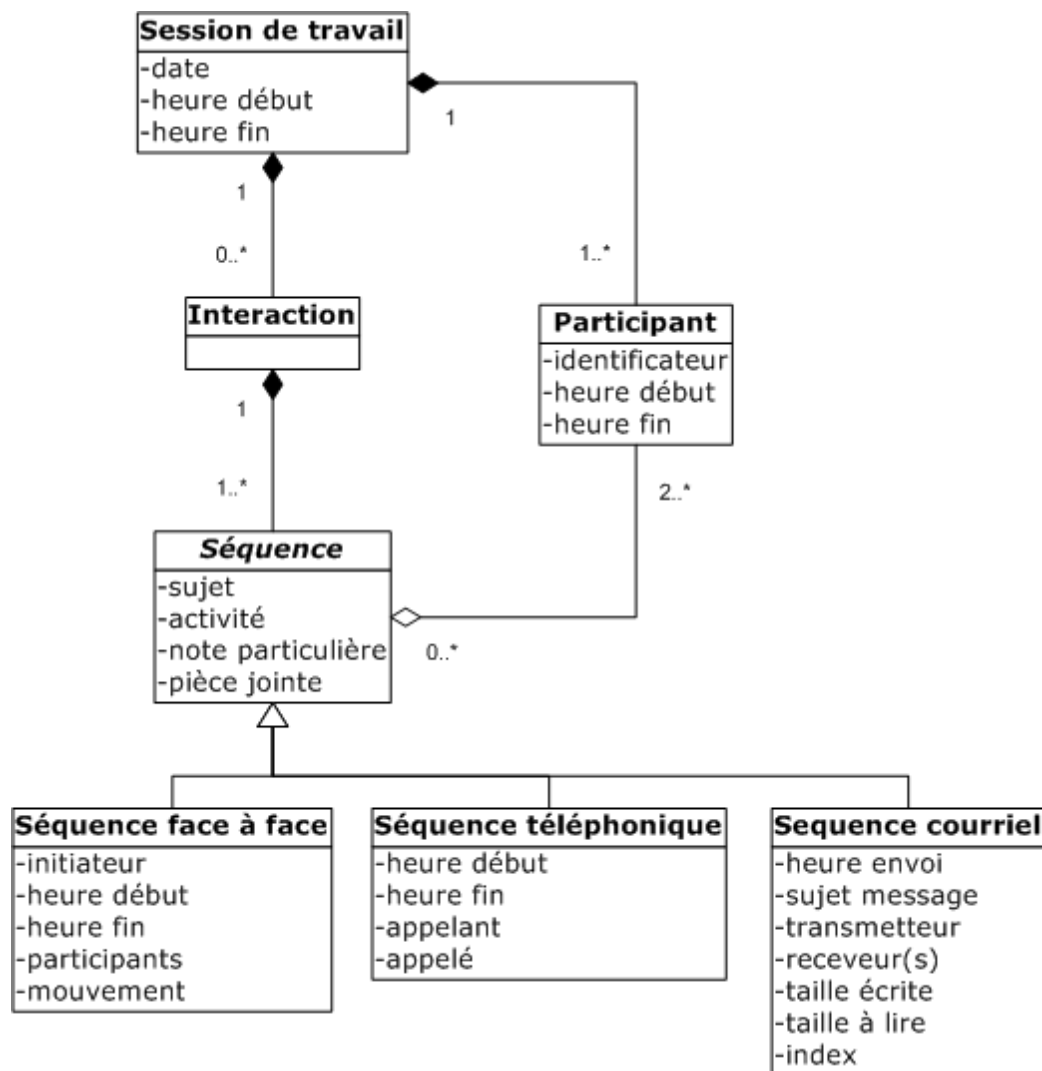 Session de travail
-date
-heure début
-heure fin
1
1
0..*
1..*
Interaction
Participant
-identificateur
-heure début
-heure fin
1
1..*
2..*
Séquence
-sujet
-activité
-note particulière
-pièce jointe
0..*
Séquence face à face
-initiateur
-heure début
-heure fin
-participants
-mouvement
Séquence téléphonique
-heure début
-heure fin
-appelant
-appelé
Sequence courriel
-heure envoi
-sujet message
-transmetteur
-receveur(s)
-taille écrite
-taille à lire
-index